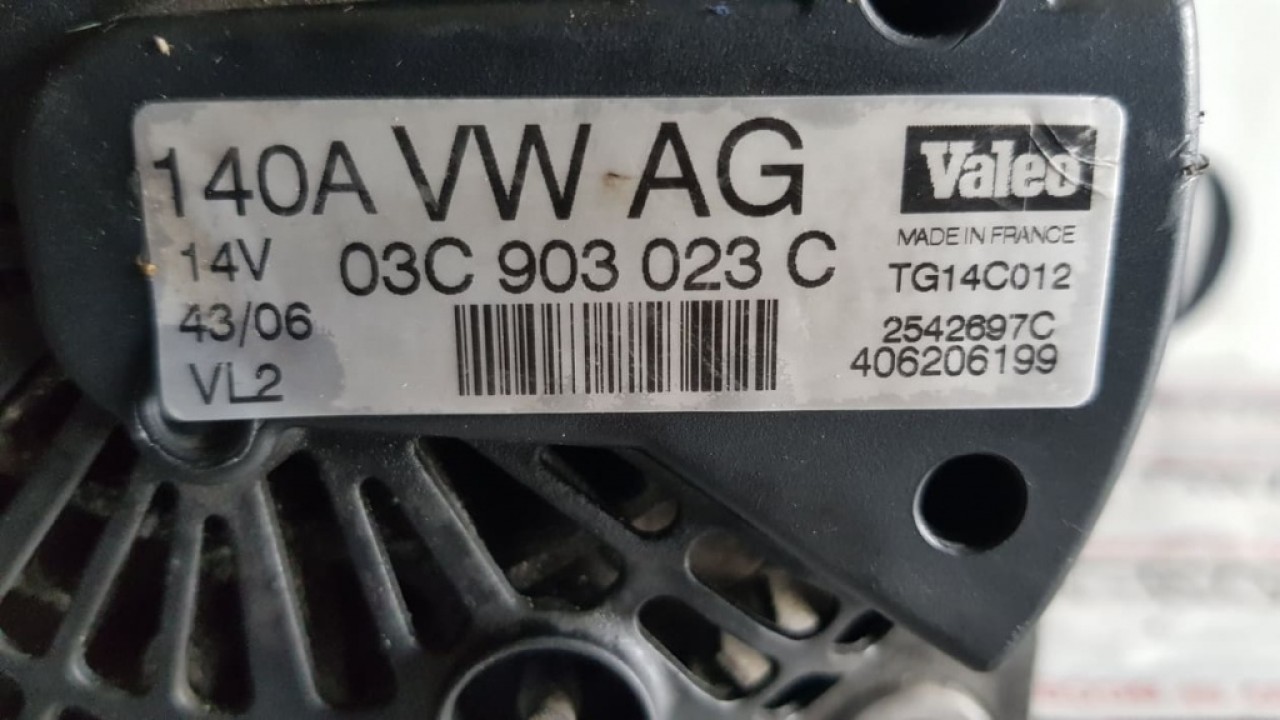 140A VW AG Valeo
MADE IN FRANCE
14V 03C 903 023 C TG14C012
43/06 2542697C
VL2 406206199